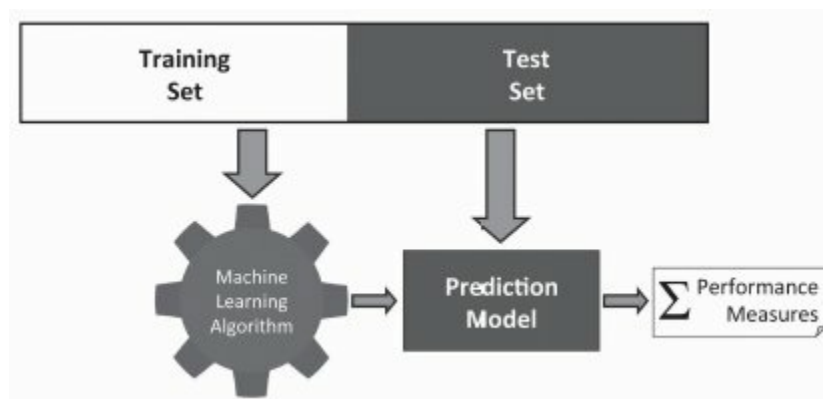 Training
Set
Test
Set
Machine
Learning
Algorithm
Prediction
Model
∑ Performance
Measures